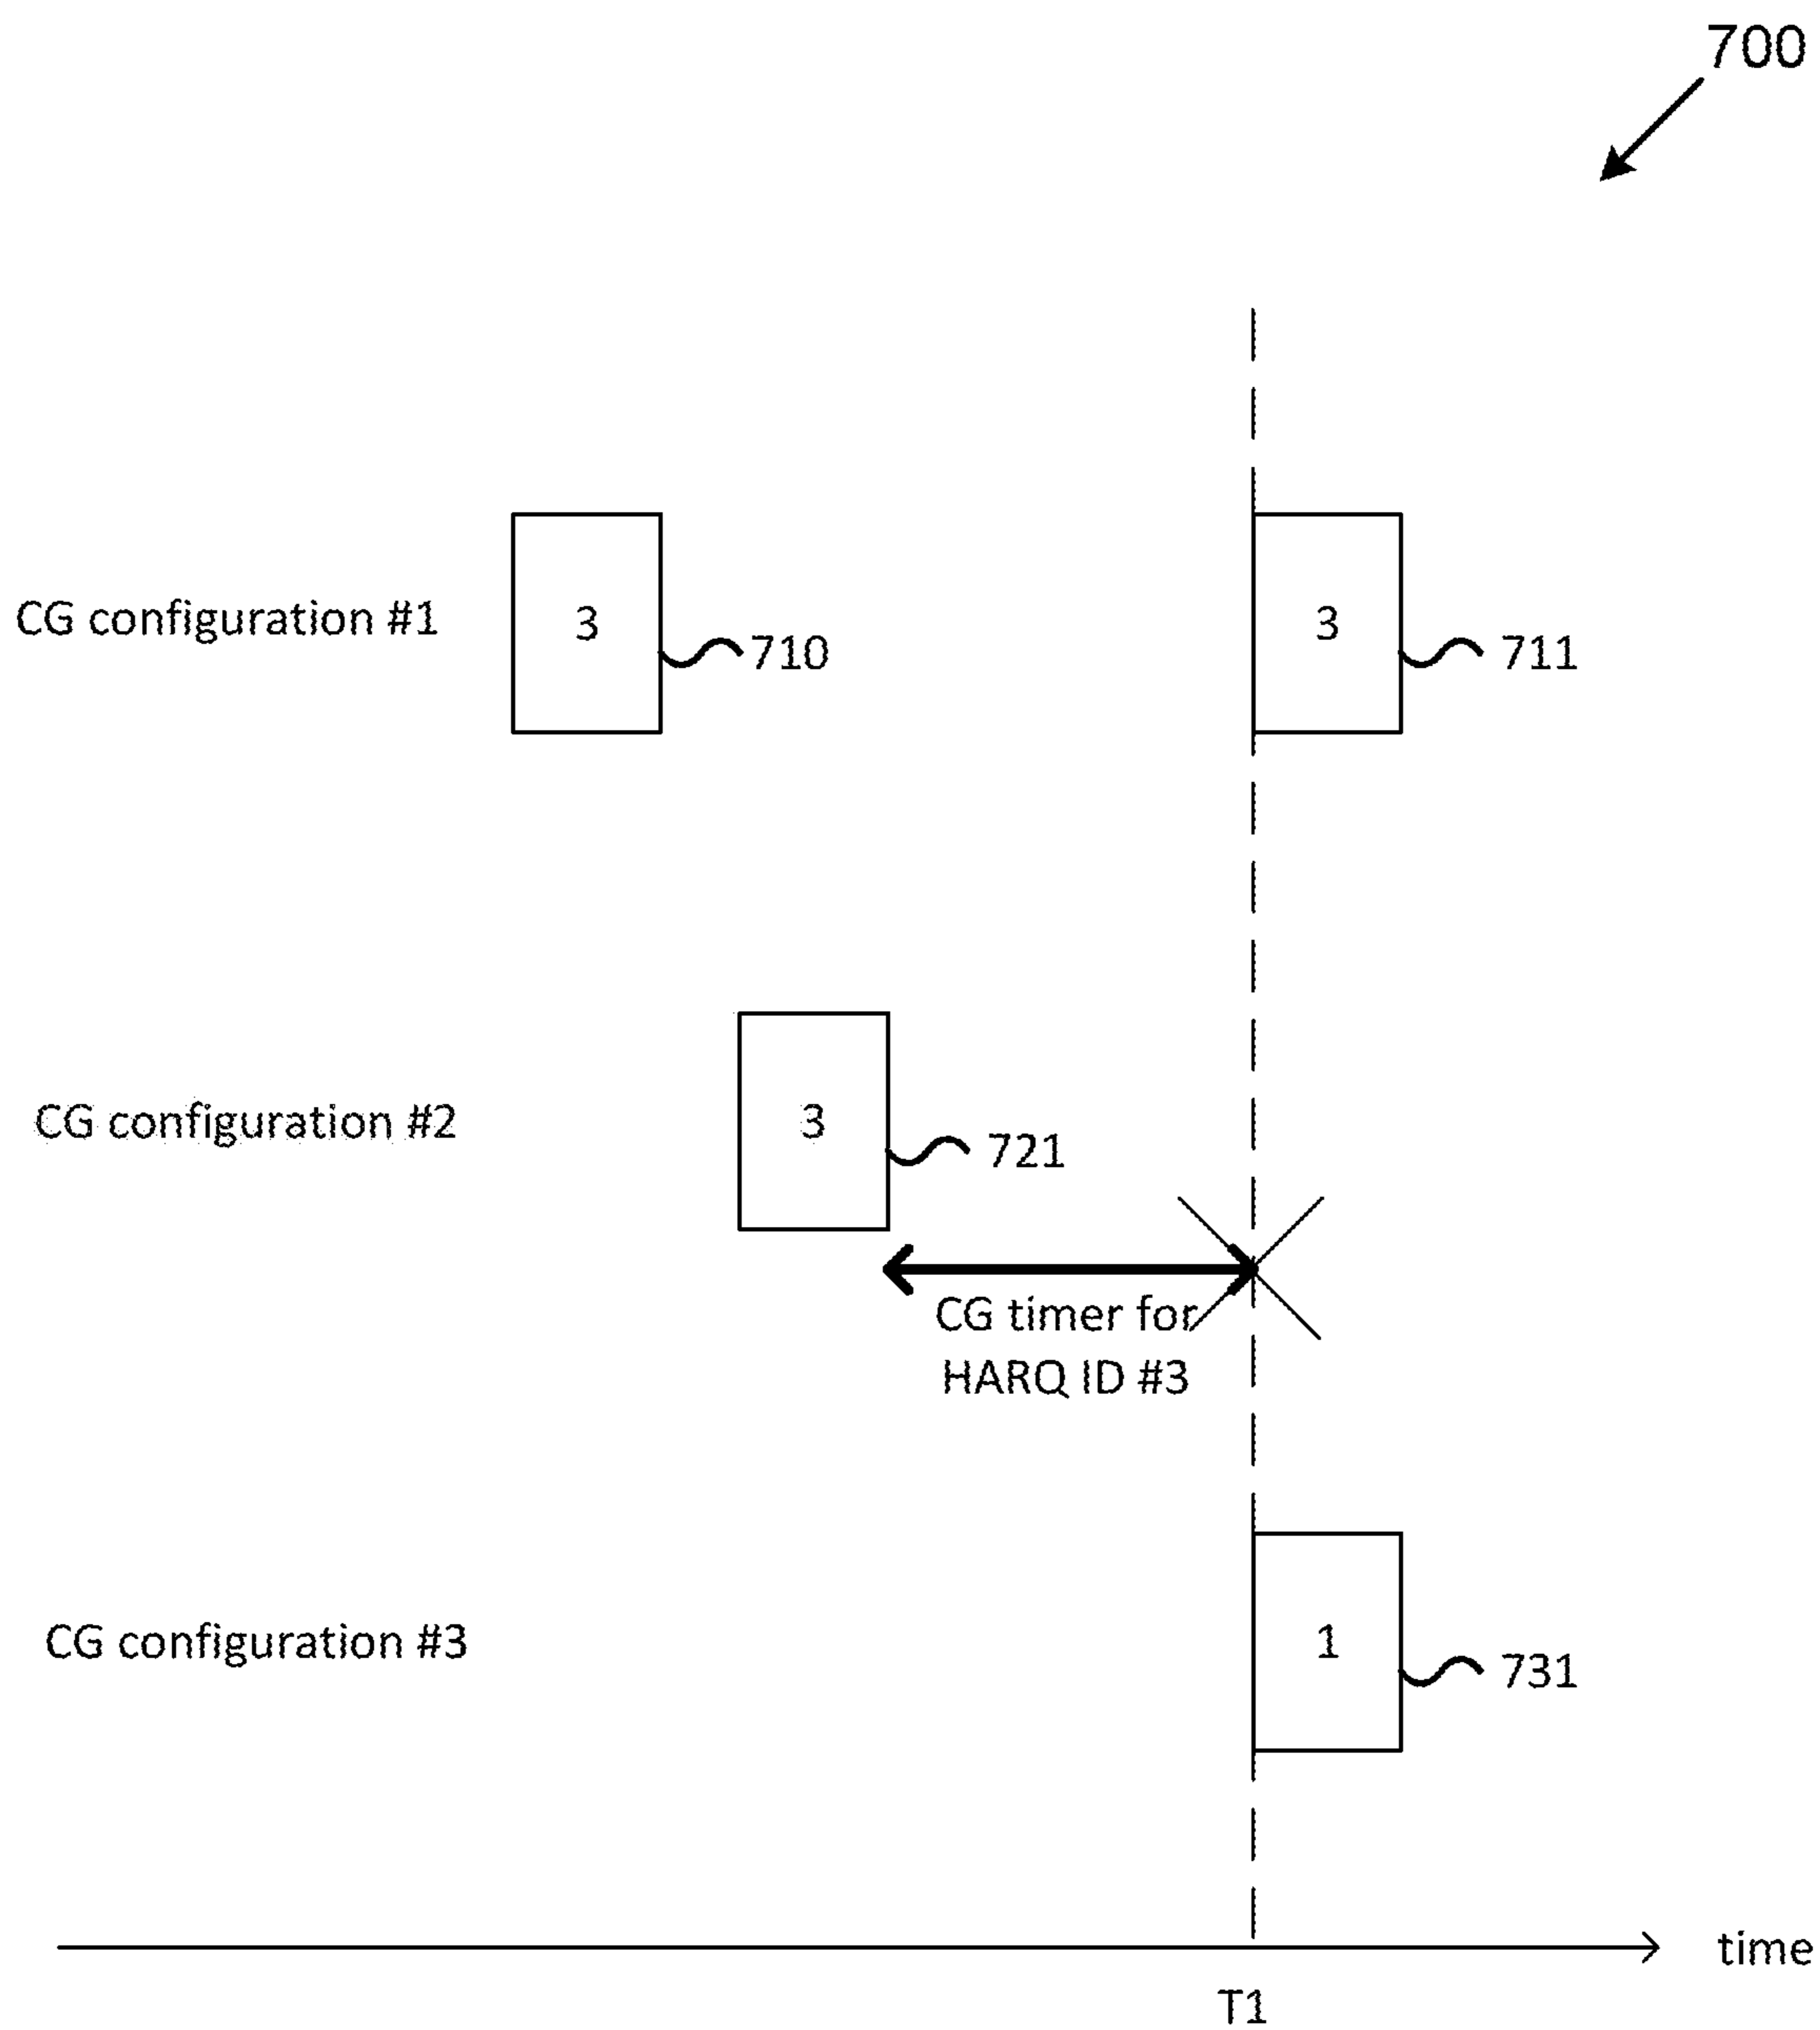 700
CG configuration #1
3
710
3
711
CG configuration #2
3
721
CG timer for
HARQ ID #3
CG configuration #3
1
731
time
T1